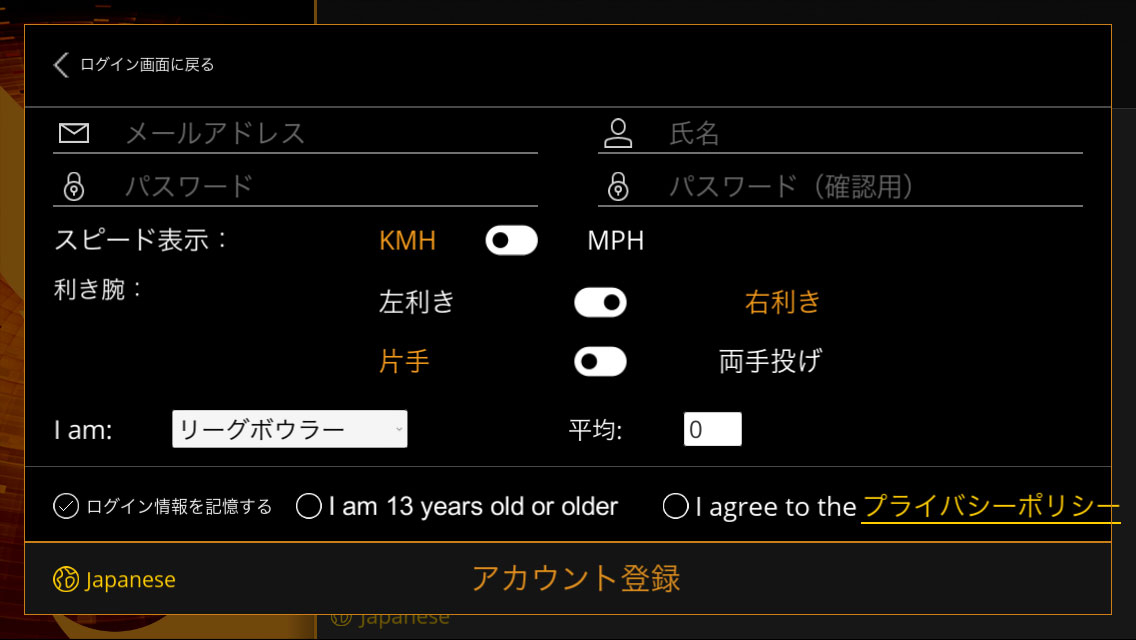 ログイン画面に戻る
メールアドレス 氏名
パスワード パスワード（確認用）
スピード表示： KMH MPH
利き腕：
左利き 右利き
片手 両手投げ
I am: リーグボウラー 平均: 0
ログイン情報を記憶する I am 13 years old or older I agree to the プライバシーポリシー
Japanese アカウント登録
Japanese